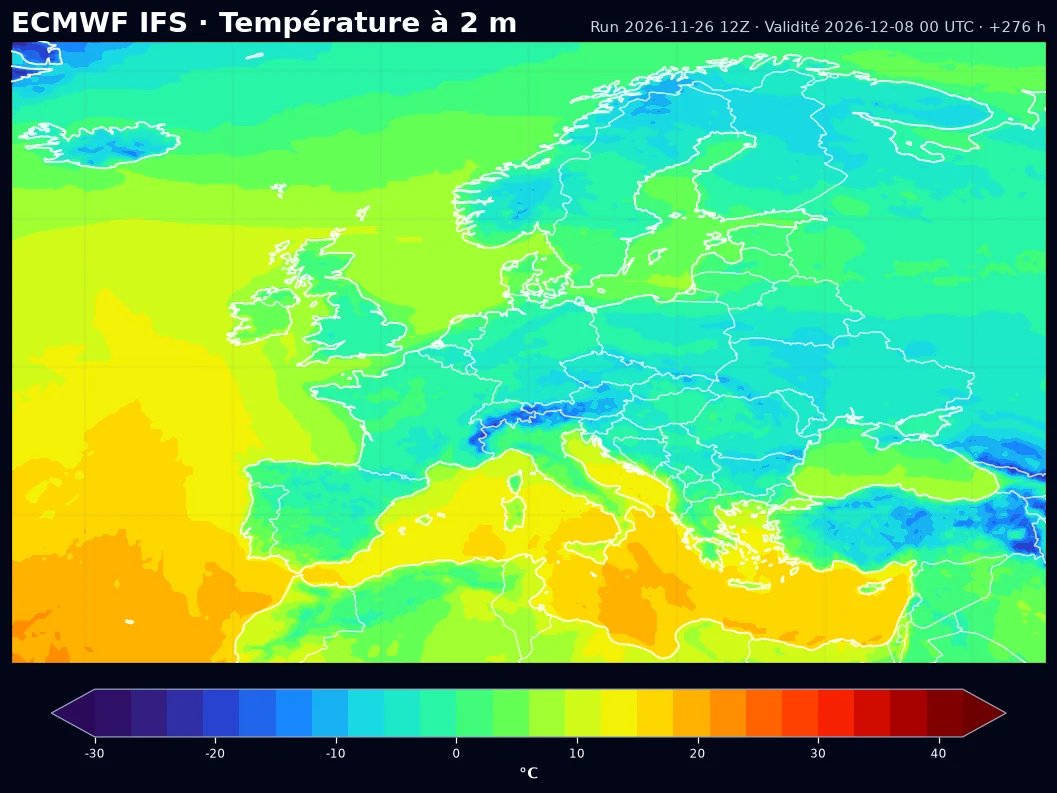 ECMWF IFS · Température à 2 m
Run 2026-11-26 12Z · Validité 2026-12-08 00 UTC · +276 h
-30 -20 -10 0 10 20 30 40
°C